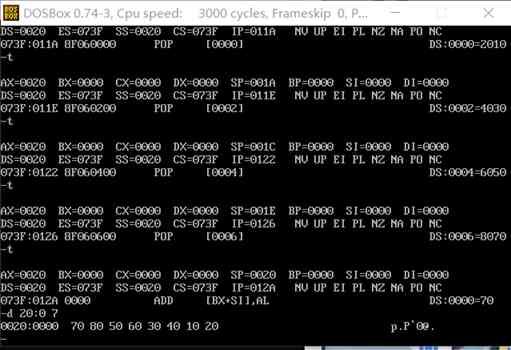 DOSBox 0.74-3, Cpu speed: 3000 cycles, Frameskip 0, P...
DS=0020 ES=073F SS=0020 CS=073F IP=011A NV UP EI PL NZ NA PO NC
073F:011A 8F060000 POP [0000] DS:0000=2010
-t
AX=0020 BX=0000 CX=0000 DX=0000 SP=001A BP=0000 SI=0000 DI=0000
DS=0020 ES=073F SS=0020 CS=073F IP=011E NV UP EI PL NZ NA PO NC
073F:011E 8F060200 POP [0002] DS:0002=4030
-t
AX=0020 BX=0000 CX=0000 DX=0000 SP=001C BP=0000 SI=0000 DI=0000
DS=0020 ES=073F SS=0020 CS=073F IP=0122 NV UP EI PL NZ NA PO NC
073F:0122 8F060400 POP [0004] DS:0004=6050
-t
AX=0020 BX=0000 CX=0000 DX=0000 SP=001E BP=0000 SI=0000 DI=0000
DS=0020 ES=073F SS=0020 CS=073F IP=0126 NV UP EI PL NZ NA PO NC
073F:0126 8F060600 POP [0006] DS:0006=8070
-t
AX=0020 BX=0000 CX=0000 DX=0000 SP=0020 BP=0000 SI=0000 DI=0000
DS=0020 ES=073F SS=0020 CS=073F IP=012A NV UP EI PL NZ NA PO NC
073F:012A 0000 ADD [BX+SI],AL DS:0000=70
-d 20:0 7
0020:0000 70 80 50 60 30 40 10 20 p.P`0@.
-